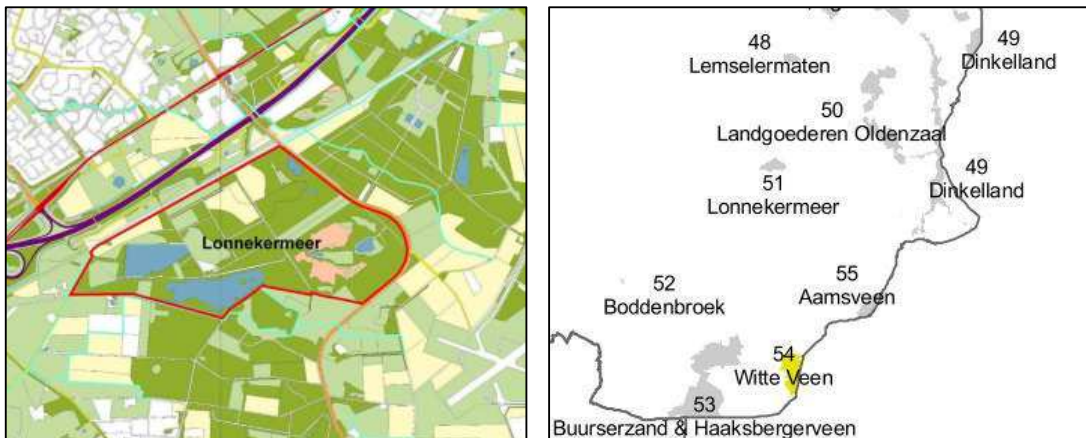 Lonnekermeer
48
Lemselermaten
49
Dinkelland
50
Landgoederen Oldenzaal
51
Lonnekermeer
49
Dinkelland
52
Boddenbroek
55
Aamsveen
54
Witte Veen
53
Buurserzand & Haaksbergerveen